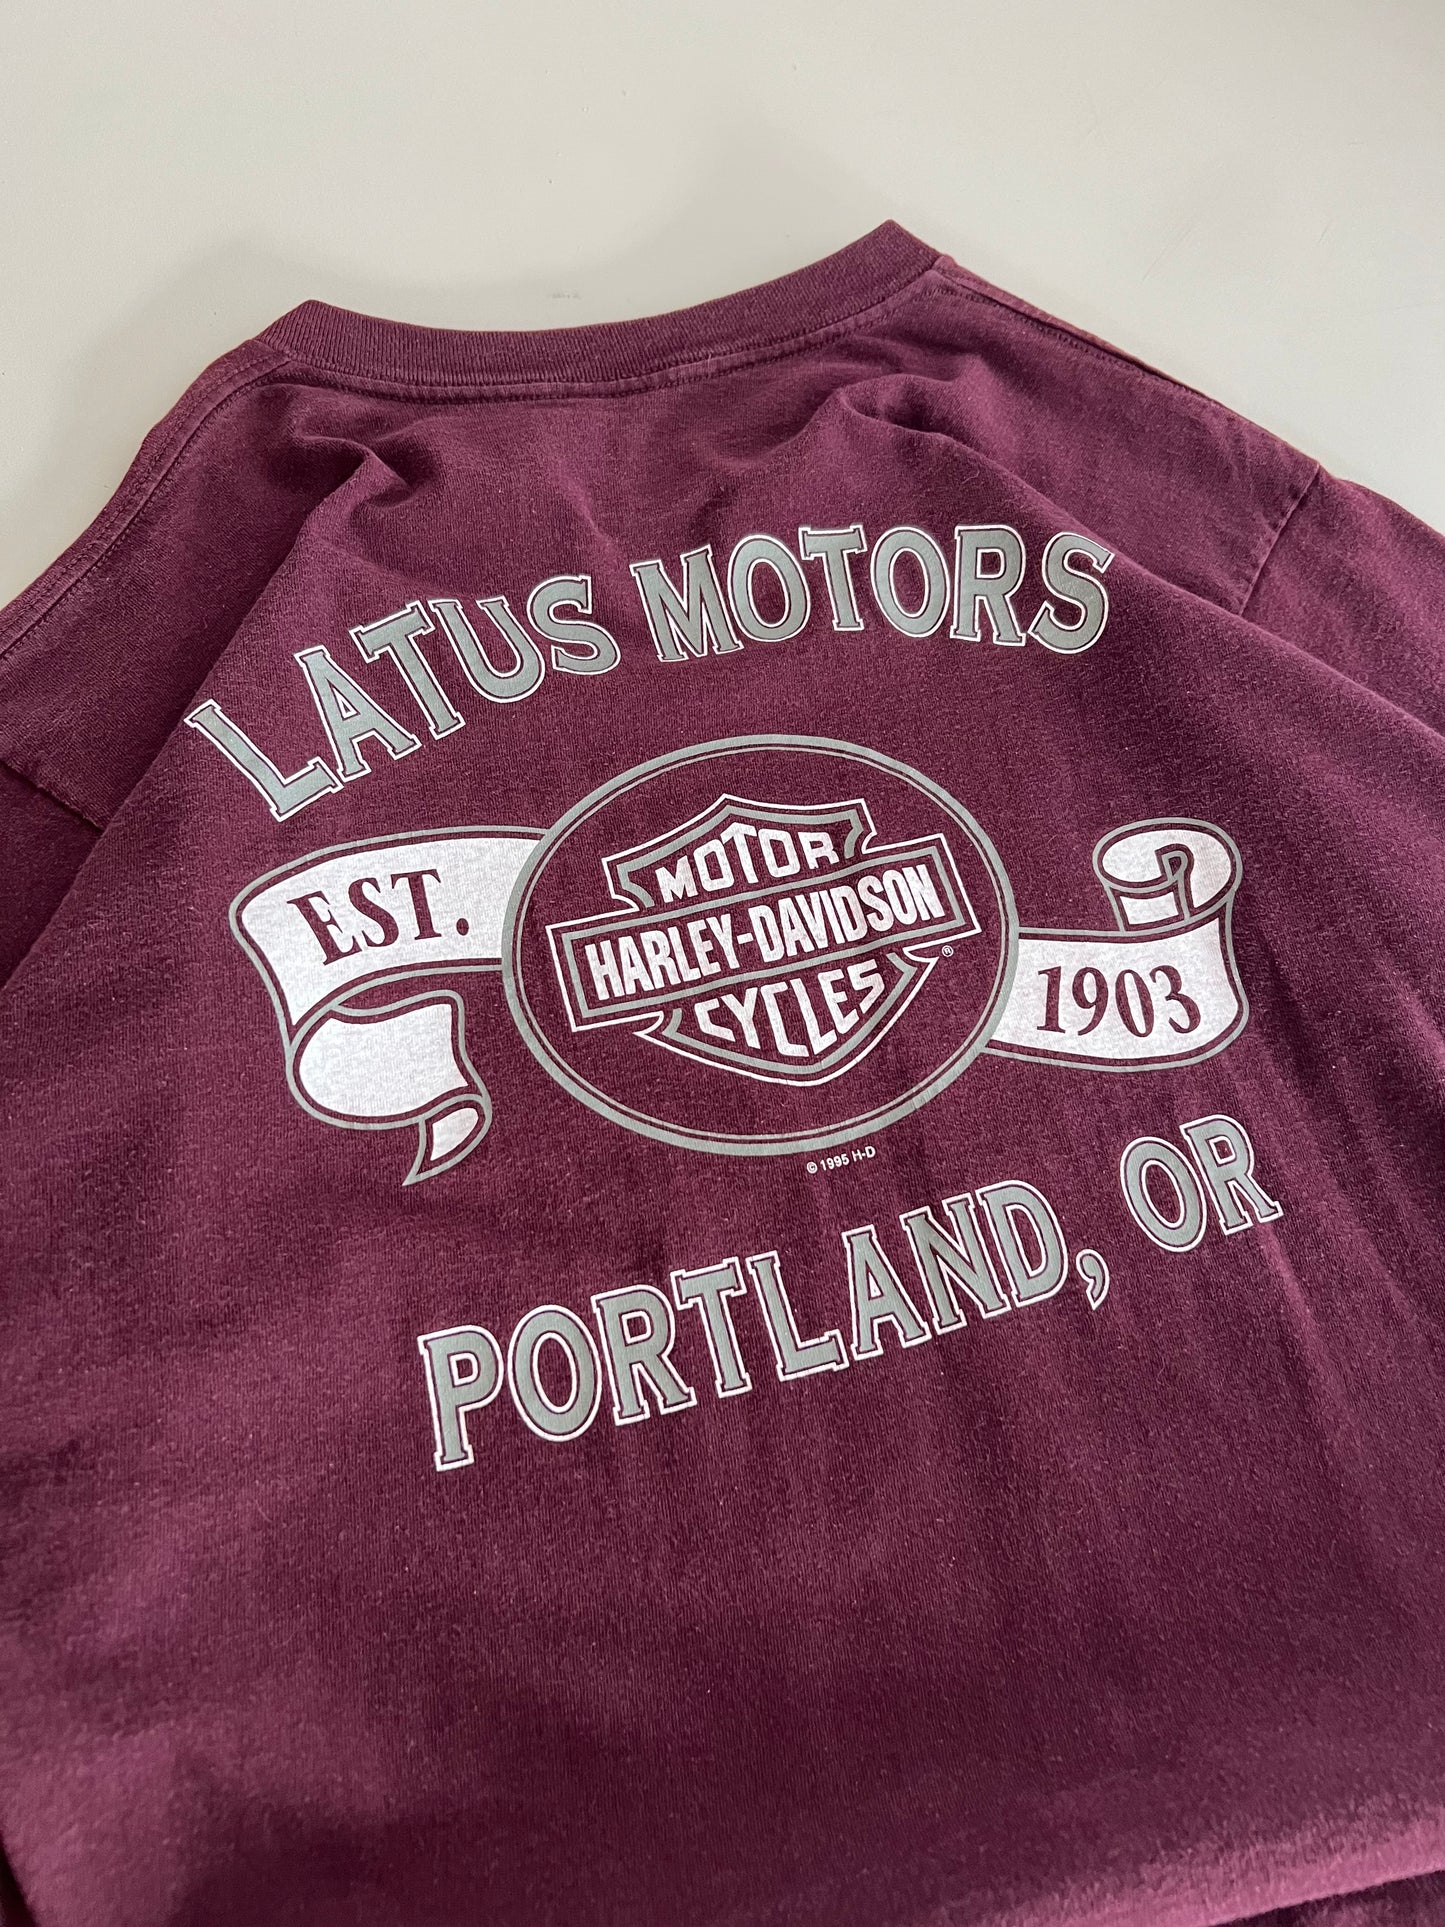 LATUS MOTORS
EST.
MOTOR
HARLEY-DAVIDSON
®
CYCLES
1903
© 1995 H-D
PORTLAND, OR